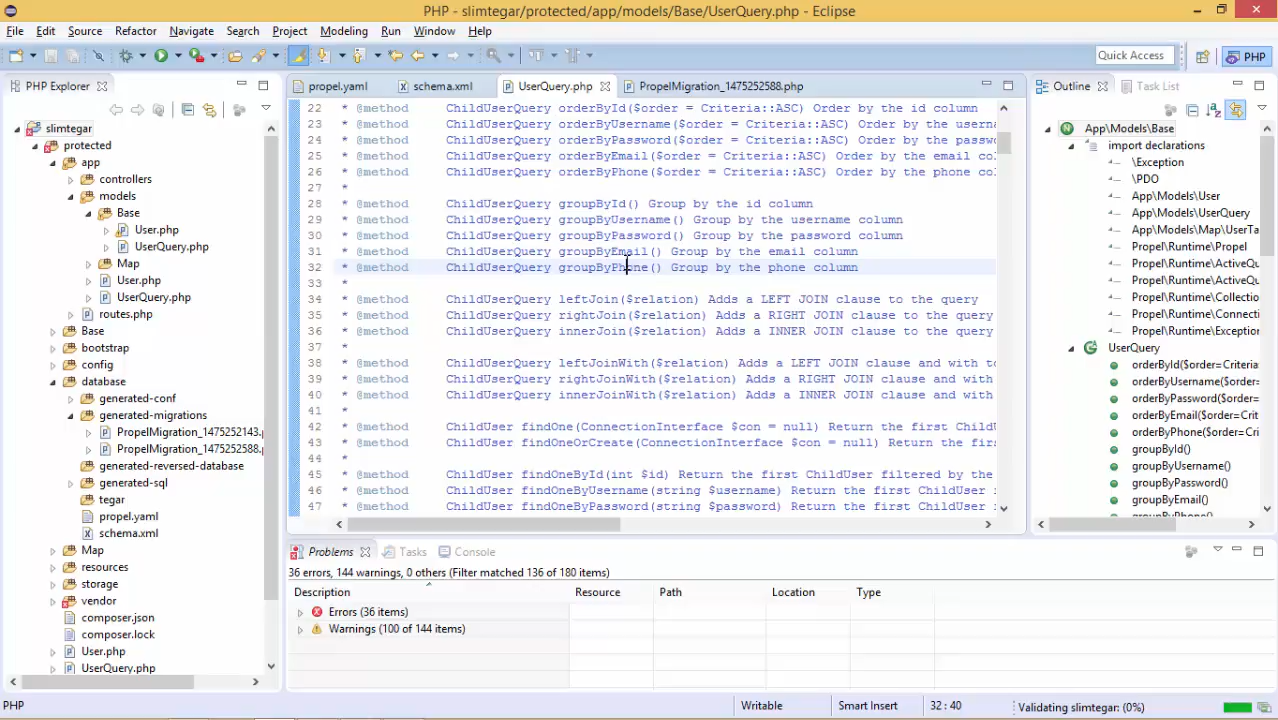 PHP - slimtegar/protected/app/models/Base/UserQuery.php - Eclipse
File Edit Source Refactor Navigate Search Project Modeling Run Window Help
Quick Access
PHP
PHP Explorer
slimtegar
protected
app
controllers
models
Base
User.php
UserQuery.php
Map
User.php
UserQuery.php
routes.php
Base
bootstrap
config
database
generated-conf
generated-migrations
PropelMigration_1475252143.
PropelMigration_1475252588.
generated-reversed-database
generated-sql
tegar
propel.yaml
schema.xml
Map
resources
storage
vendor
composer.json
composer.lock
User.php
UserQuery.php
propel.yaml schema.xml UserQuery.php PropelMigration_1475252588.php
22 * @method ChildUserQuery orderById($order = Criteria::ASC) Order by the id column
23 * @method ChildUserQuery orderByUsername($order = Criteria::ASC) Order by the userna
24 * @method ChildUserQuery orderByPassword($order = Criteria::ASC) Order by the passwo
25 * @method ChildUserQuery orderByEmail($order = Criteria::ASC) Order by the email co
26 * @method ChildUserQuery orderByPhone($order = Criteria::ASC) Order by the phone co
27 *
28 * @method ChildUserQuery groupById() Group by the id column
29 * @method ChildUserQuery groupByUsername() Group by the username column
30 * @method ChildUserQuery groupByPassword() Group by the password column
31 * @method ChildUserQuery groupByEmail() Group by the email column
32 * @method ChildUserQuery groupByPhone() Group by the phone column
33 *
34 * @method ChildUserQuery leftJoin($relation) Adds a LEFT JOIN clause to the query
35 * @method ChildUserQuery rightJoin($relation) Adds a RIGHT JOIN clause to the query
36 * @method ChildUserQuery innerJoin($relation) Adds a INNER JOIN clause to the query
37 *
38 * @method ChildUserQuery leftJoinWith($relation) Adds a LEFT JOIN clause and with to
39 * @method ChildUserQuery rightJoinWith($relation) Adds a RIGHT JOIN clause and with
40 * @method ChildUserQuery innerJoinWith($relation) Adds a INNER JOIN clause and with
41 *
42 * @method ChildUser findOne(ConnectionInterface $con = null) Return the first ChildU
43 * @method ChildUser findOneOrCreate(ConnectionInterface $con = null) Return the firs
44 *
45 * @method ChildUser findOneById(int $id) Return the first ChildUser filtered by the
46 * @method ChildUser findOneByUsername(string $username) Return the first ChildUser
47 * @method ChildUser findOneByPassword(string $password) Return the first ChildUser
Outline Task List
App\Models\Base
import declarations
\Exception
\PDO
App\Models\User
App\Models\UserQuery
App\Models\Map\UserTa
Propel\Runtime\Propel
Propel\Runtime\ActiveQ
Propel\Runtime\ActiveQ
Propel\Runtime\Collectio
Propel\Runtime\Connect
Propel\Runtime\Exception
UserQuery
orderById($order=Criteria
orderByUsername($order=
orderByPassword($order=
orderByEmail($order=Crit
orderByPhone($order=Cri
groupById()
groupByUsername()
groupByPassword()
groupByEmail()
groupByPhone()
Problems Tasks Console
36 errors, 144 warnings, 0 others (Filter matched 136 of 180 items)
Description Resource Path Location Type
Errors (36 items)
Warnings (100 of 144 items)
PHP Writable Smart Insert 32 : 40 Validating slimtegar: (0%)